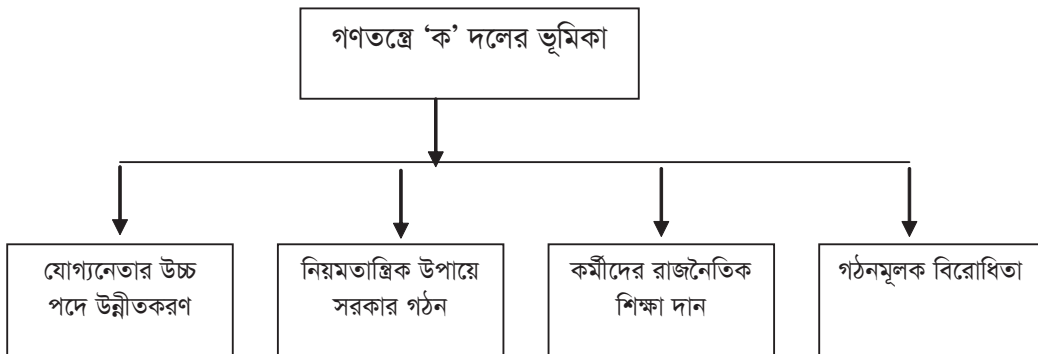 গণতন্ত্রে ‘ক’ দলের ভূমিকা
যোগ্যনেতার উচ্চ
পদে উন্নীতকরণ
নিয়মতান্ত্রিক উপায়ে
সরকার গঠন
কর্মীদের রাজনৈতিক
শিক্ষা দান
গঠনমূলক বিরোধিতা